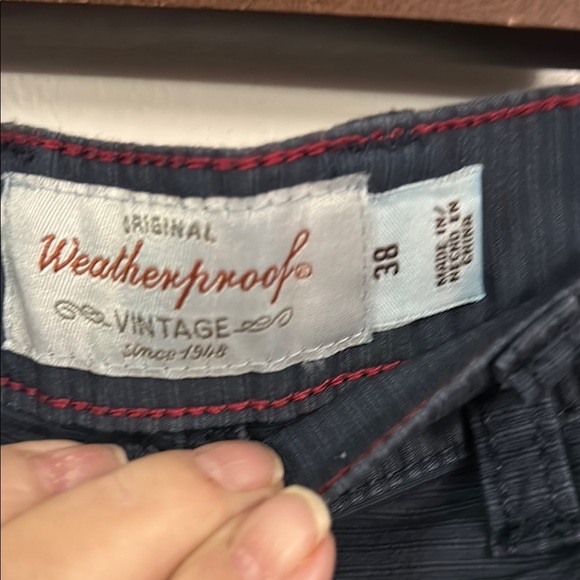 ORIGINAL
Weatherproof®
VINTAGE
Since 1948
38
MADE IN/
HECHO EN
CHINA